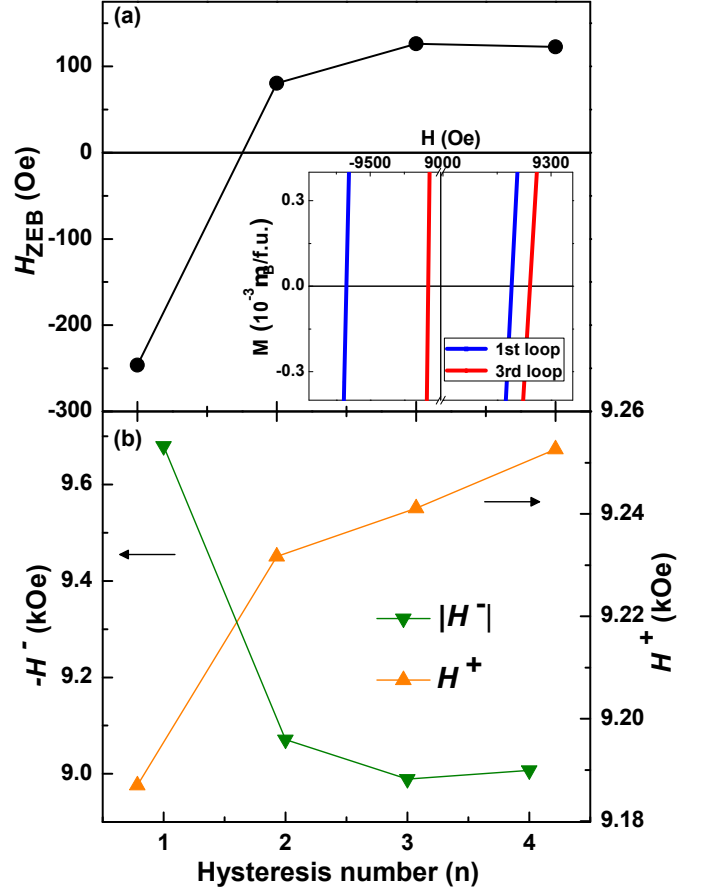 (a)
100
0
-100
-200
-300
H_ZEB (Oe)
H (Oe)
-9500 9000 9300
0.3
0.0
-0.3
M (10^-3 m_B/f.u.)
1st loop
3rd loop
(b)
9.6
9.4
9.2
9.0
-H^- (kOe)
9.26
9.24
9.22
9.20
9.18
H^+ (kOe)
|H^-|
H^+
1 2 3 4
Hysteresis number (n)